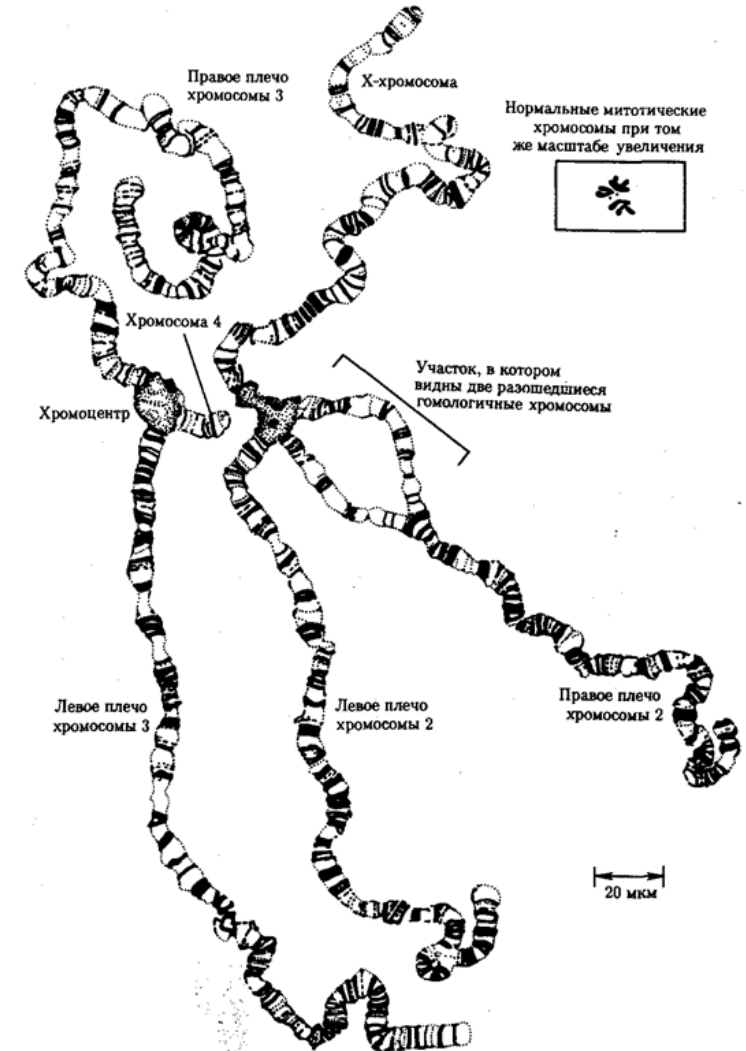 Правое плечо
хромосомы 3
X-хромосома
Нормальные митотические
хромосомы при том
же масштабе увеличения
Хромосома 4
Участок, в котором
видны две разошедшиеся
гомологичные хромосомы
Хромоцентр
Левое плечо
хромосомы 3
Левое плечо
хромосомы 2
Правое плечо
хромосомы 2
20 мкм